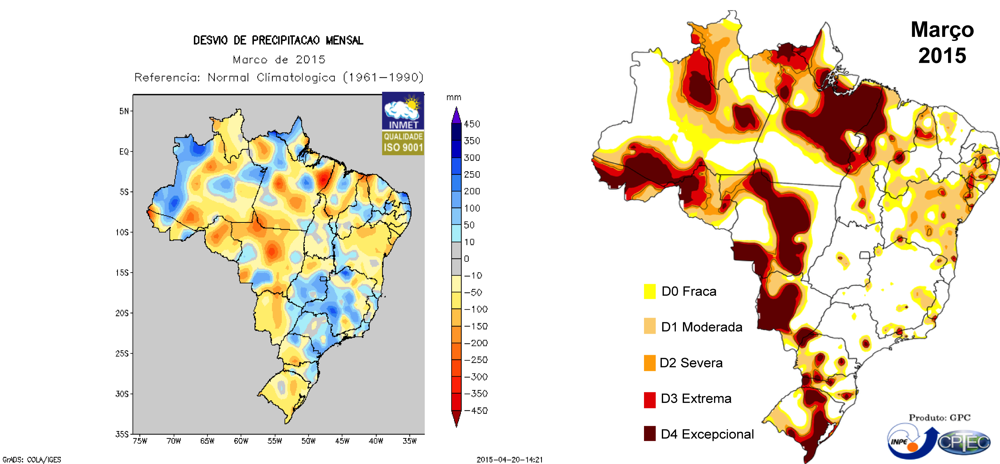 DESVIO DE PRECIPITACAO MENSAL
Marco de 2015
Referencia: Normal Climatologica (1961−1990)
INMET
QUALIDADE
ISO 9001
mm
450
350
300
250
200
100
50
10
0
−10
−50
−100
−150
−200
−250
−300
−350
−450
5N
EQ
5S
10S
15S
20S
25S
30S
35S
75W 70W 65W 60W 55W 50W 45W 40W 35W
GrADS: COLA/IGES
2015−04−20−14:21
Março
2015
D0 Fraca
D1 Moderada
D2 Severa
D3 Extrema
D4 Excepcional
Produto: GPC
INPE
CPTEC